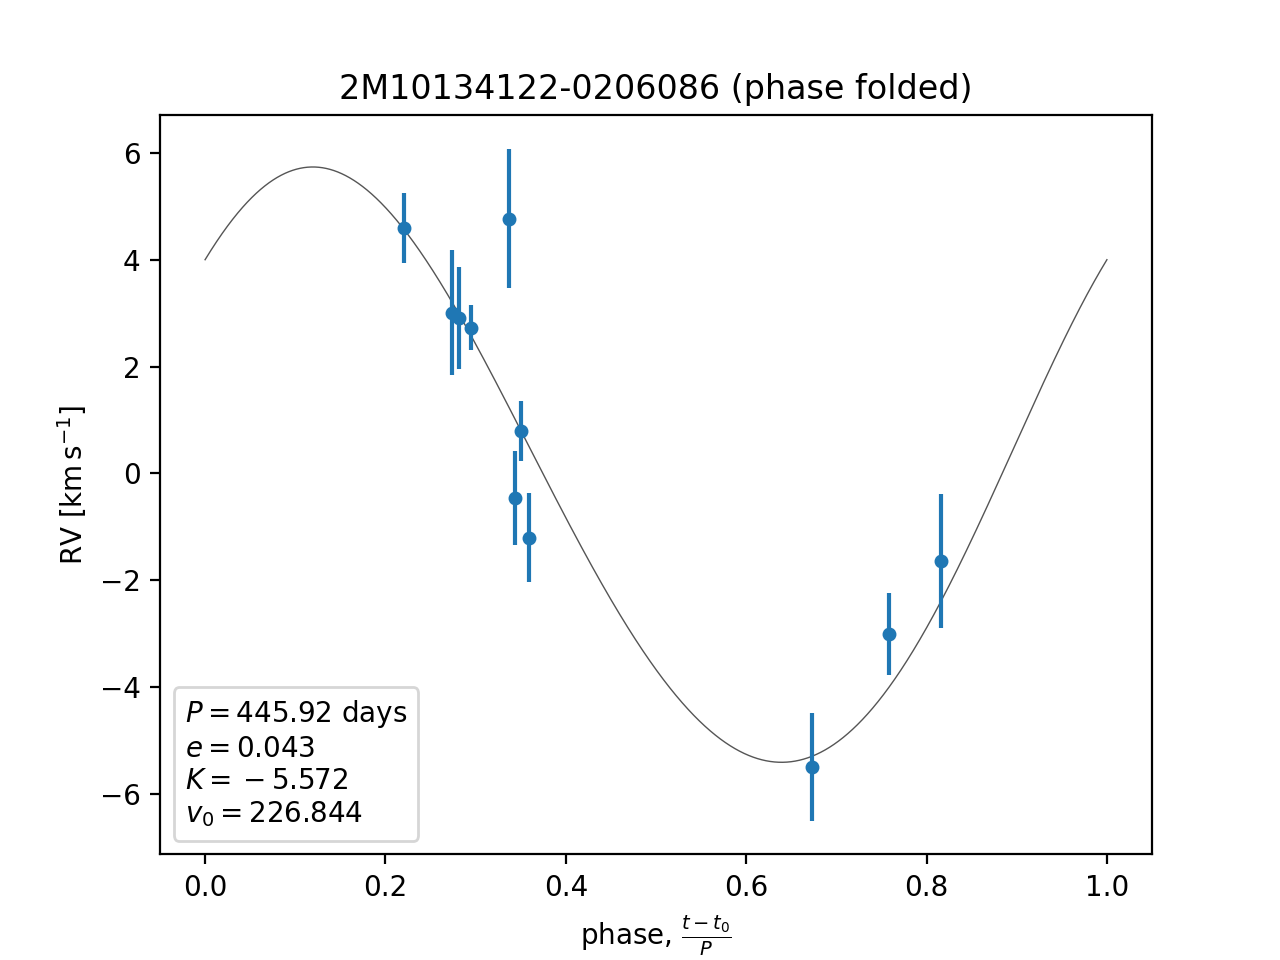 2M10134122-0206086 (phase folded)
6
4
2
0
−2
−4
−6
RV [km s⁻¹]
P = 445.92 days
e = 0.043
K = −5.572
v₀ = 226.844
0.0 0.2 0.4 0.6 0.8 1.0
phase, (t − t₀)/P